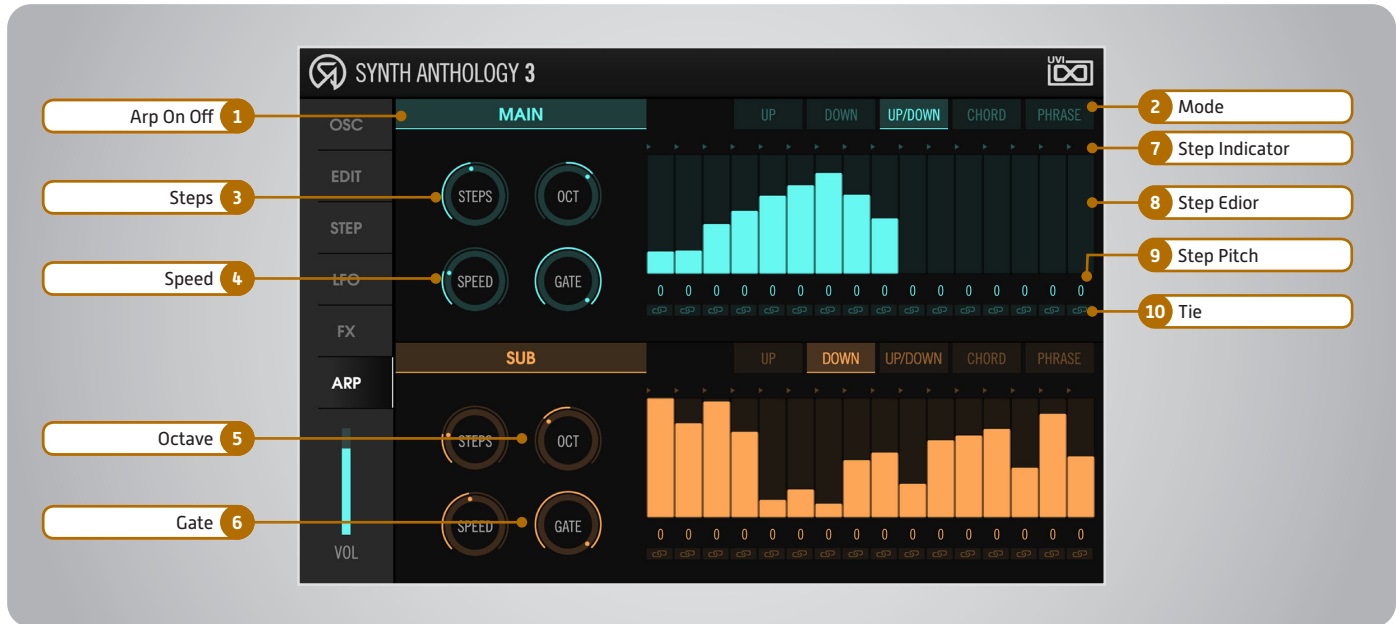 SYNTH ANTHOLOGY 3
UVI
Arp On Off 1
Steps 3
Speed 4
Octave 5
Gate 6
OSC
EDIT
STEP
LFO
FX
ARP
VOL
MAIN
UP DOWN UP/DOWN CHORD PHRASE
STEPS OCT
SPEED GATE
0 0 0 0 0 0 0 0 0 0 0 0 0 0 0 0
SUB
UP DOWN UP/DOWN CHORD PHRASE
STEPS OCT
SPEED GATE
0 0 0 0 0 0 0 0 0 0 0 0 0 0 0 0
2 Mode
7 Step Indicator
8 Step Edior
9 Step Pitch
10 Tie